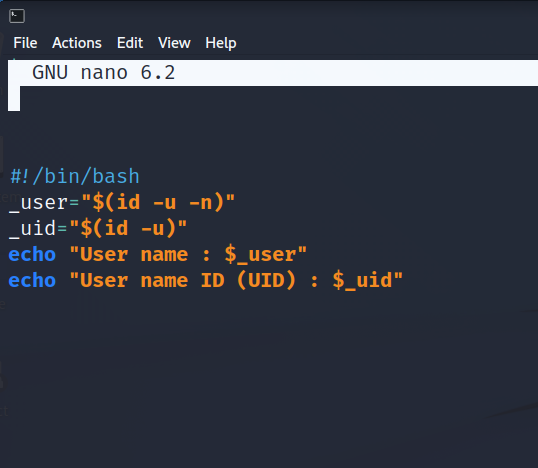 File Actions Edit View Help
GNU nano 6.2
#!/bin/bash
_user="$(id -u -n)"
_uid="$(id -u)"
echo "User name : $_user"
echo "User name ID (UID) : $_uid"